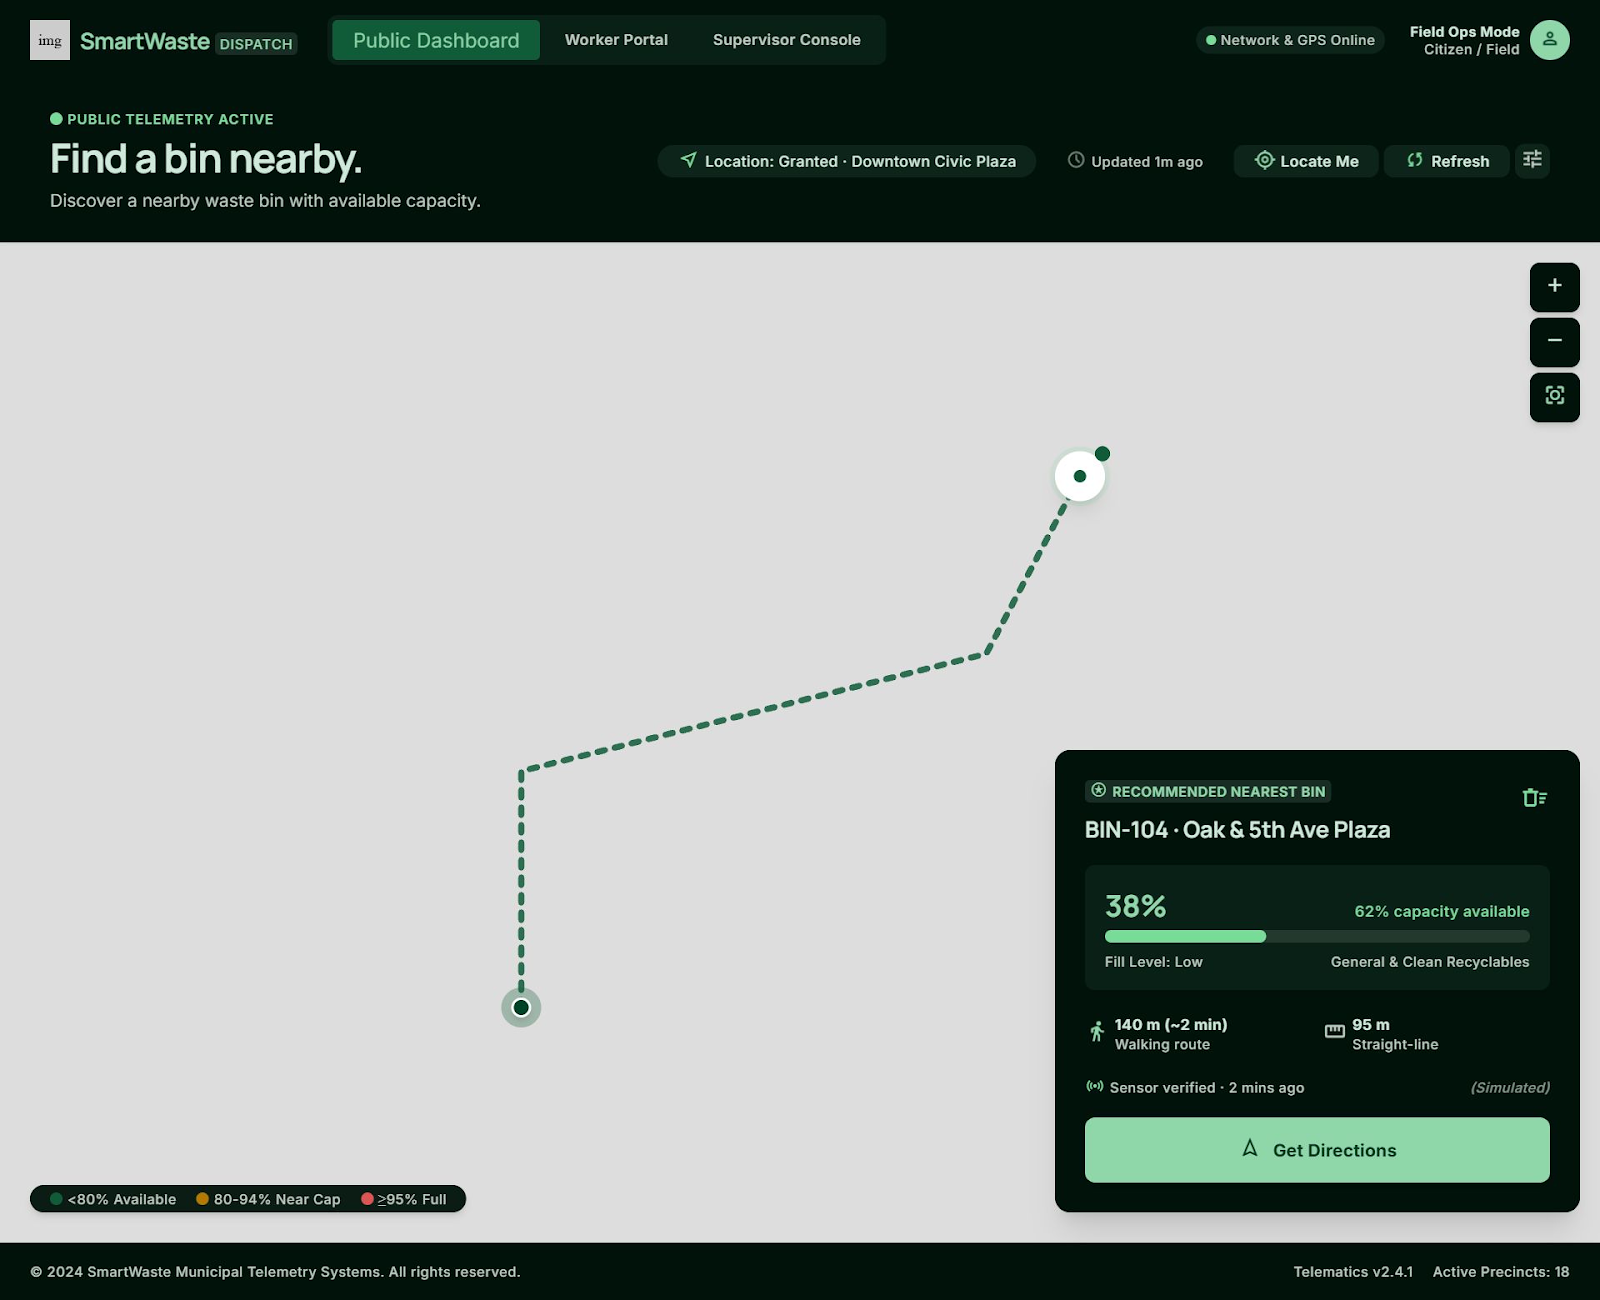 img
SmartWaste DISPATCH
Public Dashboard
Worker Portal
Supervisor Console
Network & GPS Online
Field Ops Mode
Citizen / Field
PUBLIC TELEMETRY ACTIVE
Find a bin nearby.
Discover a nearby waste bin with available capacity.
Location: Granted · Downtown Civic Plaza
Updated 1m ago
Locate Me
Refresh
+
−
RECOMMENDED NEAREST BIN
BIN-104 · Oak & 5th Ave Plaza
38%
62% capacity available
Fill Level: Low
General & Clean Recyclables
140 m (~2 min)
Walking route
95 m
Straight-line
Sensor verified · 2 mins ago
(Simulated)
Get Directions
<80% Available
80-94% Near Cap
≥95% Full
© 2024 SmartWaste Municipal Telemetry Systems. All rights reserved.
Telematics v2.4.1
Active Precincts: 18